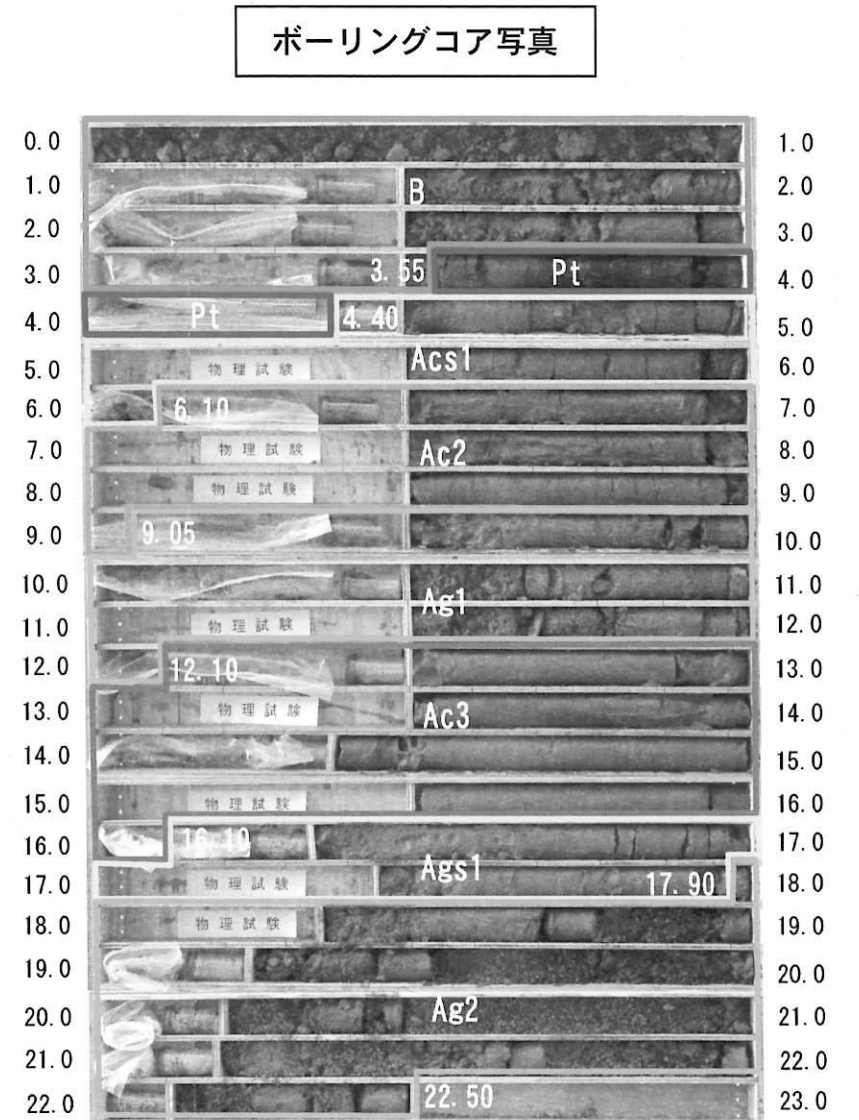 ボーリングコア写真
0.0 1.0
1.0 B 2.0
2.0 3.0
3.0 3.55 Pt 4.0
4.0 Pt 4.40 5.0
5.0 物理試験 Acs1 6.0
6.0 6.10 7.0
7.0 物理試験 Ac2 8.0
8.0 物理試験 9.0
9.0 9.05 10.0
10.0 Ag1 11.0
11.0 物理試験 12.0
12.0 12.10 13.0
13.0 物理試験 Ac3 14.0
14.0 15.0
15.0 物理試験 16.0
16.0 16.10 17.0
17.0 物理試験 Ags1 17.90 18.0
18.0 物理試験 19.0
19.0 20.0
20.0 Ag2 21.0
21.0 22.0
22.0 22.50 23.0